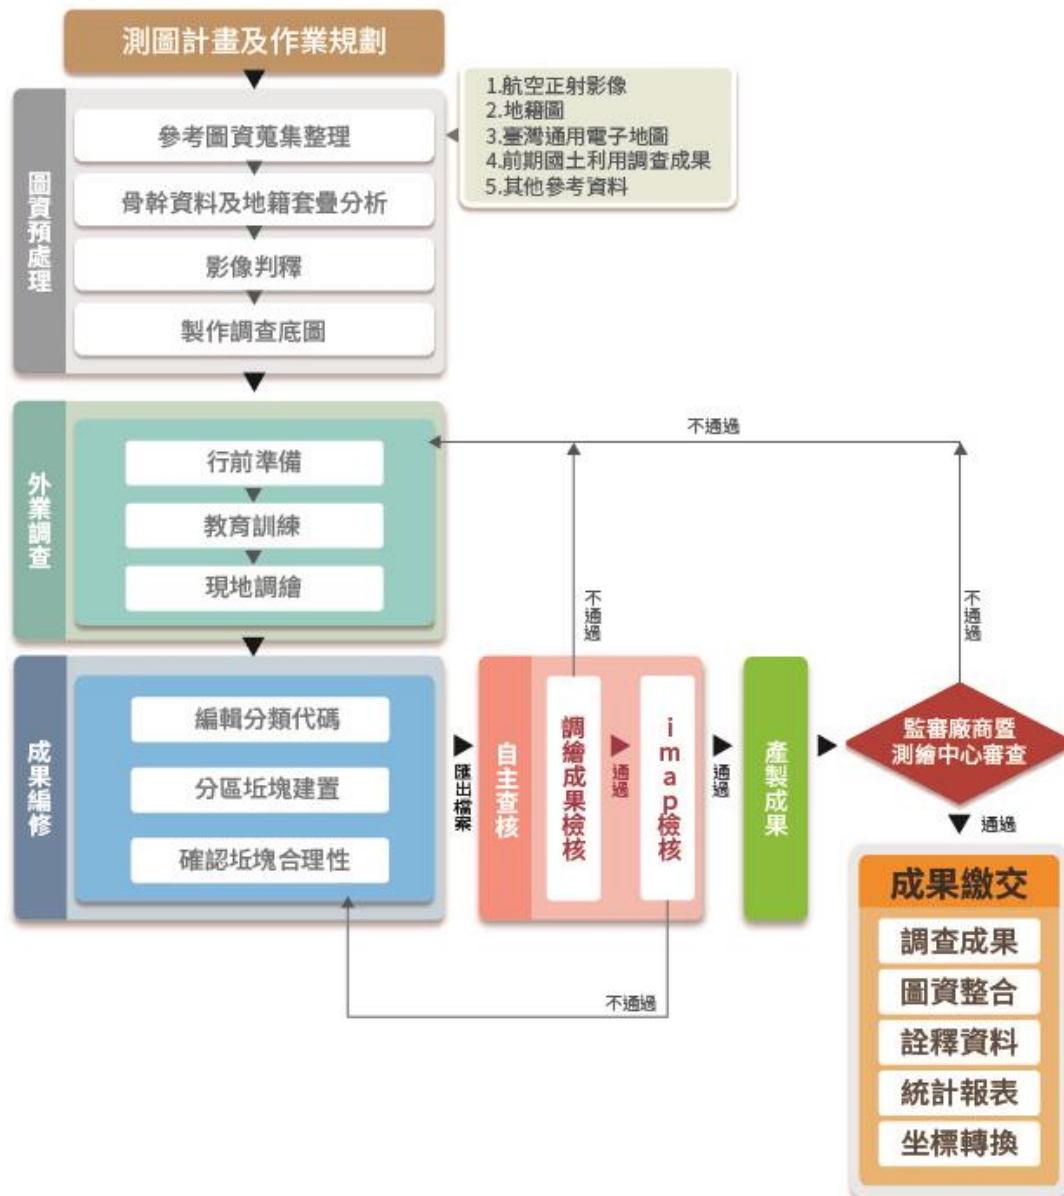 測圖計畫及作業規劃
1.航空正射影像
2.地籍圖
3.臺灣通用電子地圖
4.前期國土利用調查成果
5.其他參考資料
圖資預處理
參考圖資蒐集整理
骨幹資料及地籍套疊分析
影像判釋
製作調查底圖
外業調查
行前準備
教育訓練
現地調繪
不通過
不通過
不通過
成果編修
編輯分類代碼
分區坵塊建置
確認坵塊合理性
匯出檔案
自主查核
調繪成果檢核
通過
imap檢核
通過
不通過
產製成果
監審廠商暨
測繪中心審查
通過
成果繳交
調查成果
圖資整合
詮釋資料
統計報表
坐標轉換